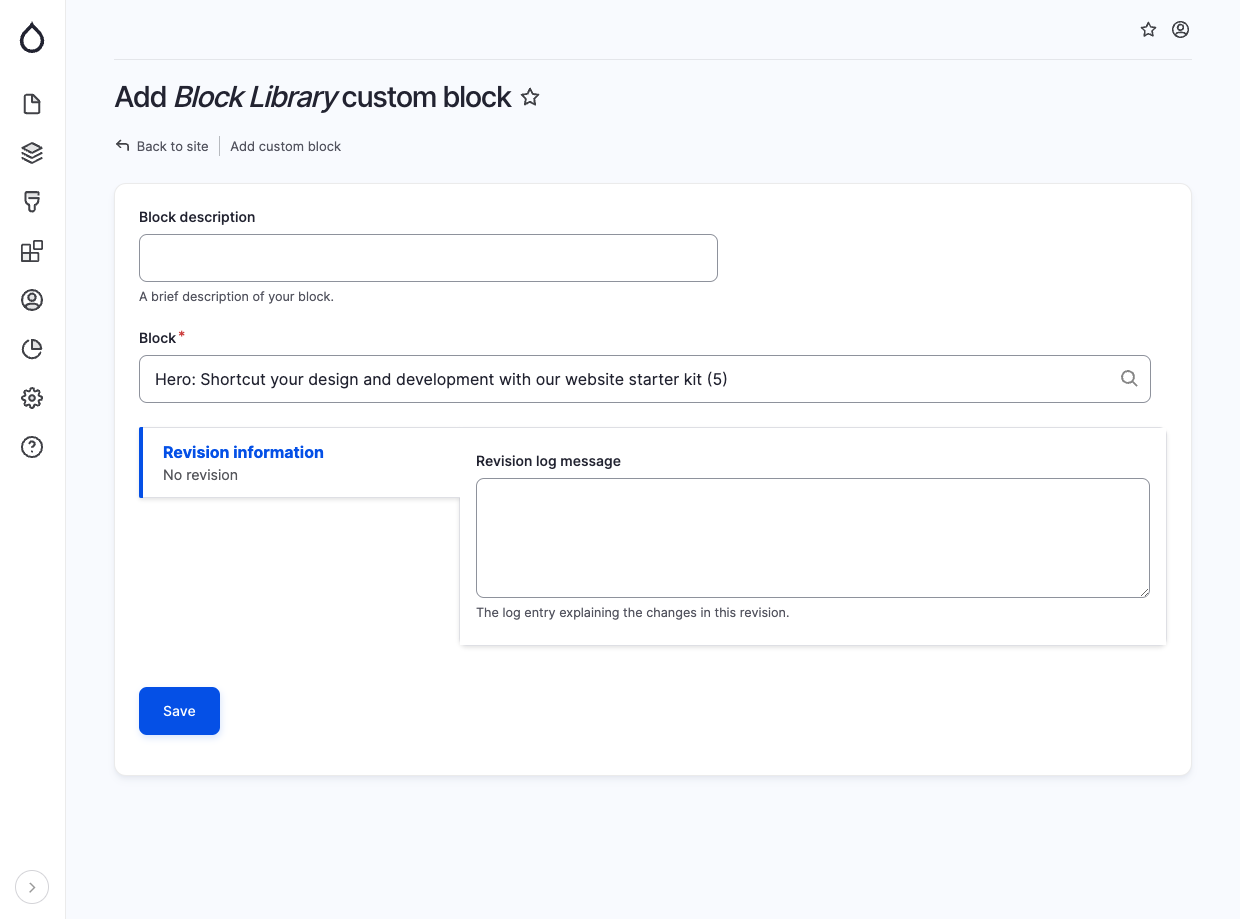 Add Block Library custom block
Back to site
Add custom block
Block description
A brief description of your block.
Block*
Hero: Shortcut your design and development with our website starter kit (5)
Revision information
No revision
Revision log message
The log entry explaining the changes in this revision.
Save